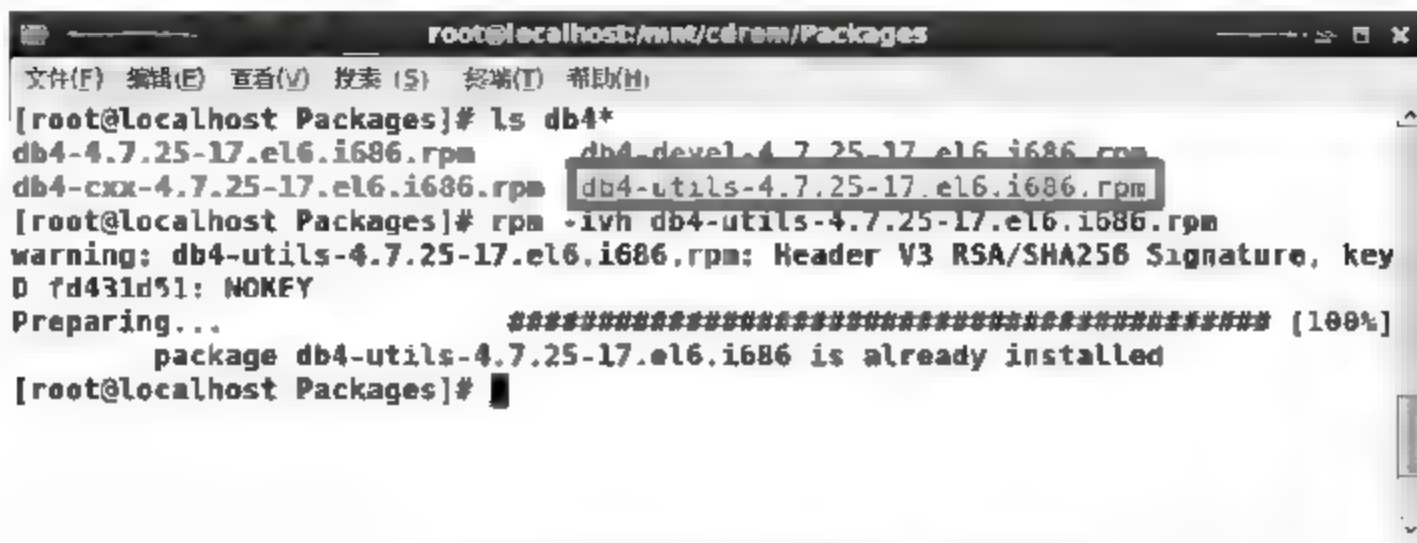 root@localhost:/mnt/cdrom/Packages
文件(F) 编辑(E) 查看(V) 搜索 (S) 终端(T) 帮助(H)
[root@localhost Packages]# ls db4*
db4-4.7.25-17.el6.i686.rpm db4-devel-4.7.25-17.el6.i686.rpm
db4-cxx-4.7.25-17.el6.i686.rpm db4-utils-4.7.25-17.el6.i686.rpm
[root@localhost Packages]# rpm -ivh db4-utils-4.7.25-17.el6.i686.rpm
warning: db4-utils-4.7.25-17.el6.i686.rpm: Header V3 RSA/SHA256 Signature, key
D fd431d51: NOKEY
Preparing... ########################################### [100%]
package db4-utils-4.7.25-17.el6.i686 is already installed
[root@localhost Packages]#